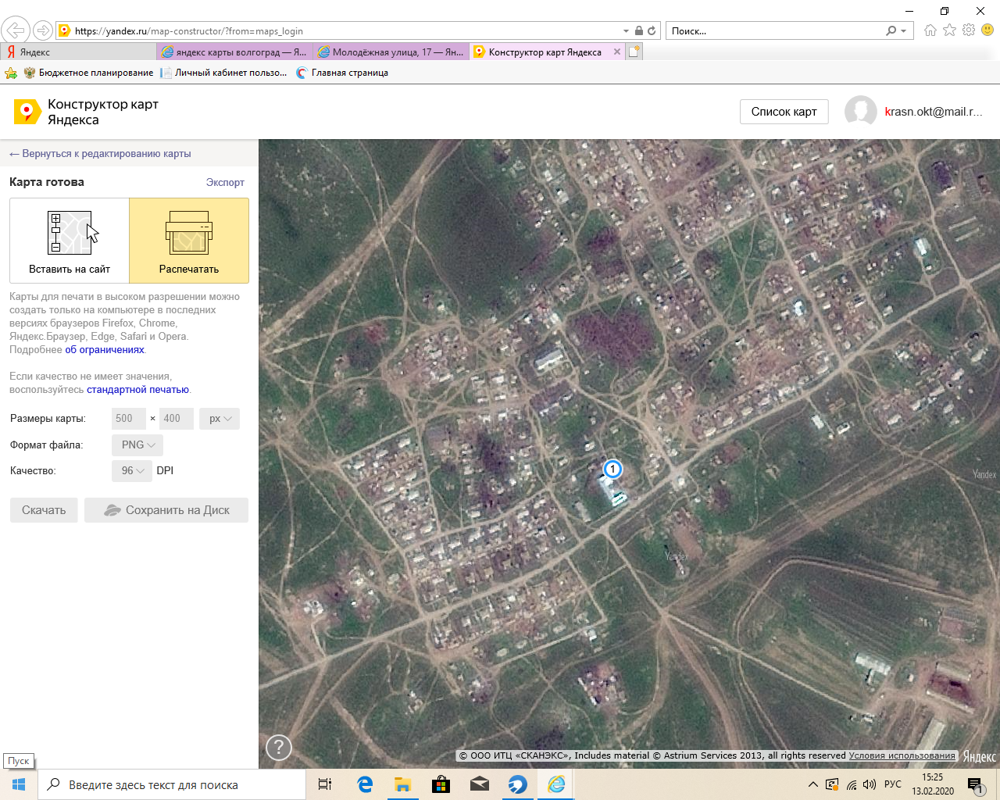 https://yandex.ru/map-constructor/?from=maps_login
Поиск...
Яндекс
яндекс карты волгоград — Я...
Молодёжная улица, 17 — Ян...
Конструктор карт Яндекса
Бюджетное планирование
Личный кабинет пользо...
Главная страница
Конструктор карт
Яндекса
Список карт
krasn.okt@mail.r...
← Вернуться к редактированию карты
Карта готова
Экспорт
Вставить на сайт
Распечатать
Карты для печати в высоком разрешении можно
создать только на компьютере в последних
версиях браузеров Firefox, Chrome,
Яндекс.Браузер, Edge, Safari и Opera.
Подробнее об ограничениях.
Если качество не имеет значения,
воспользуйтесь стандартной печатью.
Размеры карты: 500 × 400 px
Формат файла: PNG
Качество: 96 DPI
Скачать
Сохранить на Диск
1
Yandex
Yandex
?
© ООО ИТЦ «СКАНЭКС», Includes material © Astrium Services 2013, all rights reserved Условия использования
Яндекс
Пуск
Введите здесь текст для поиска
РУС
15:25
13.02.2020
1